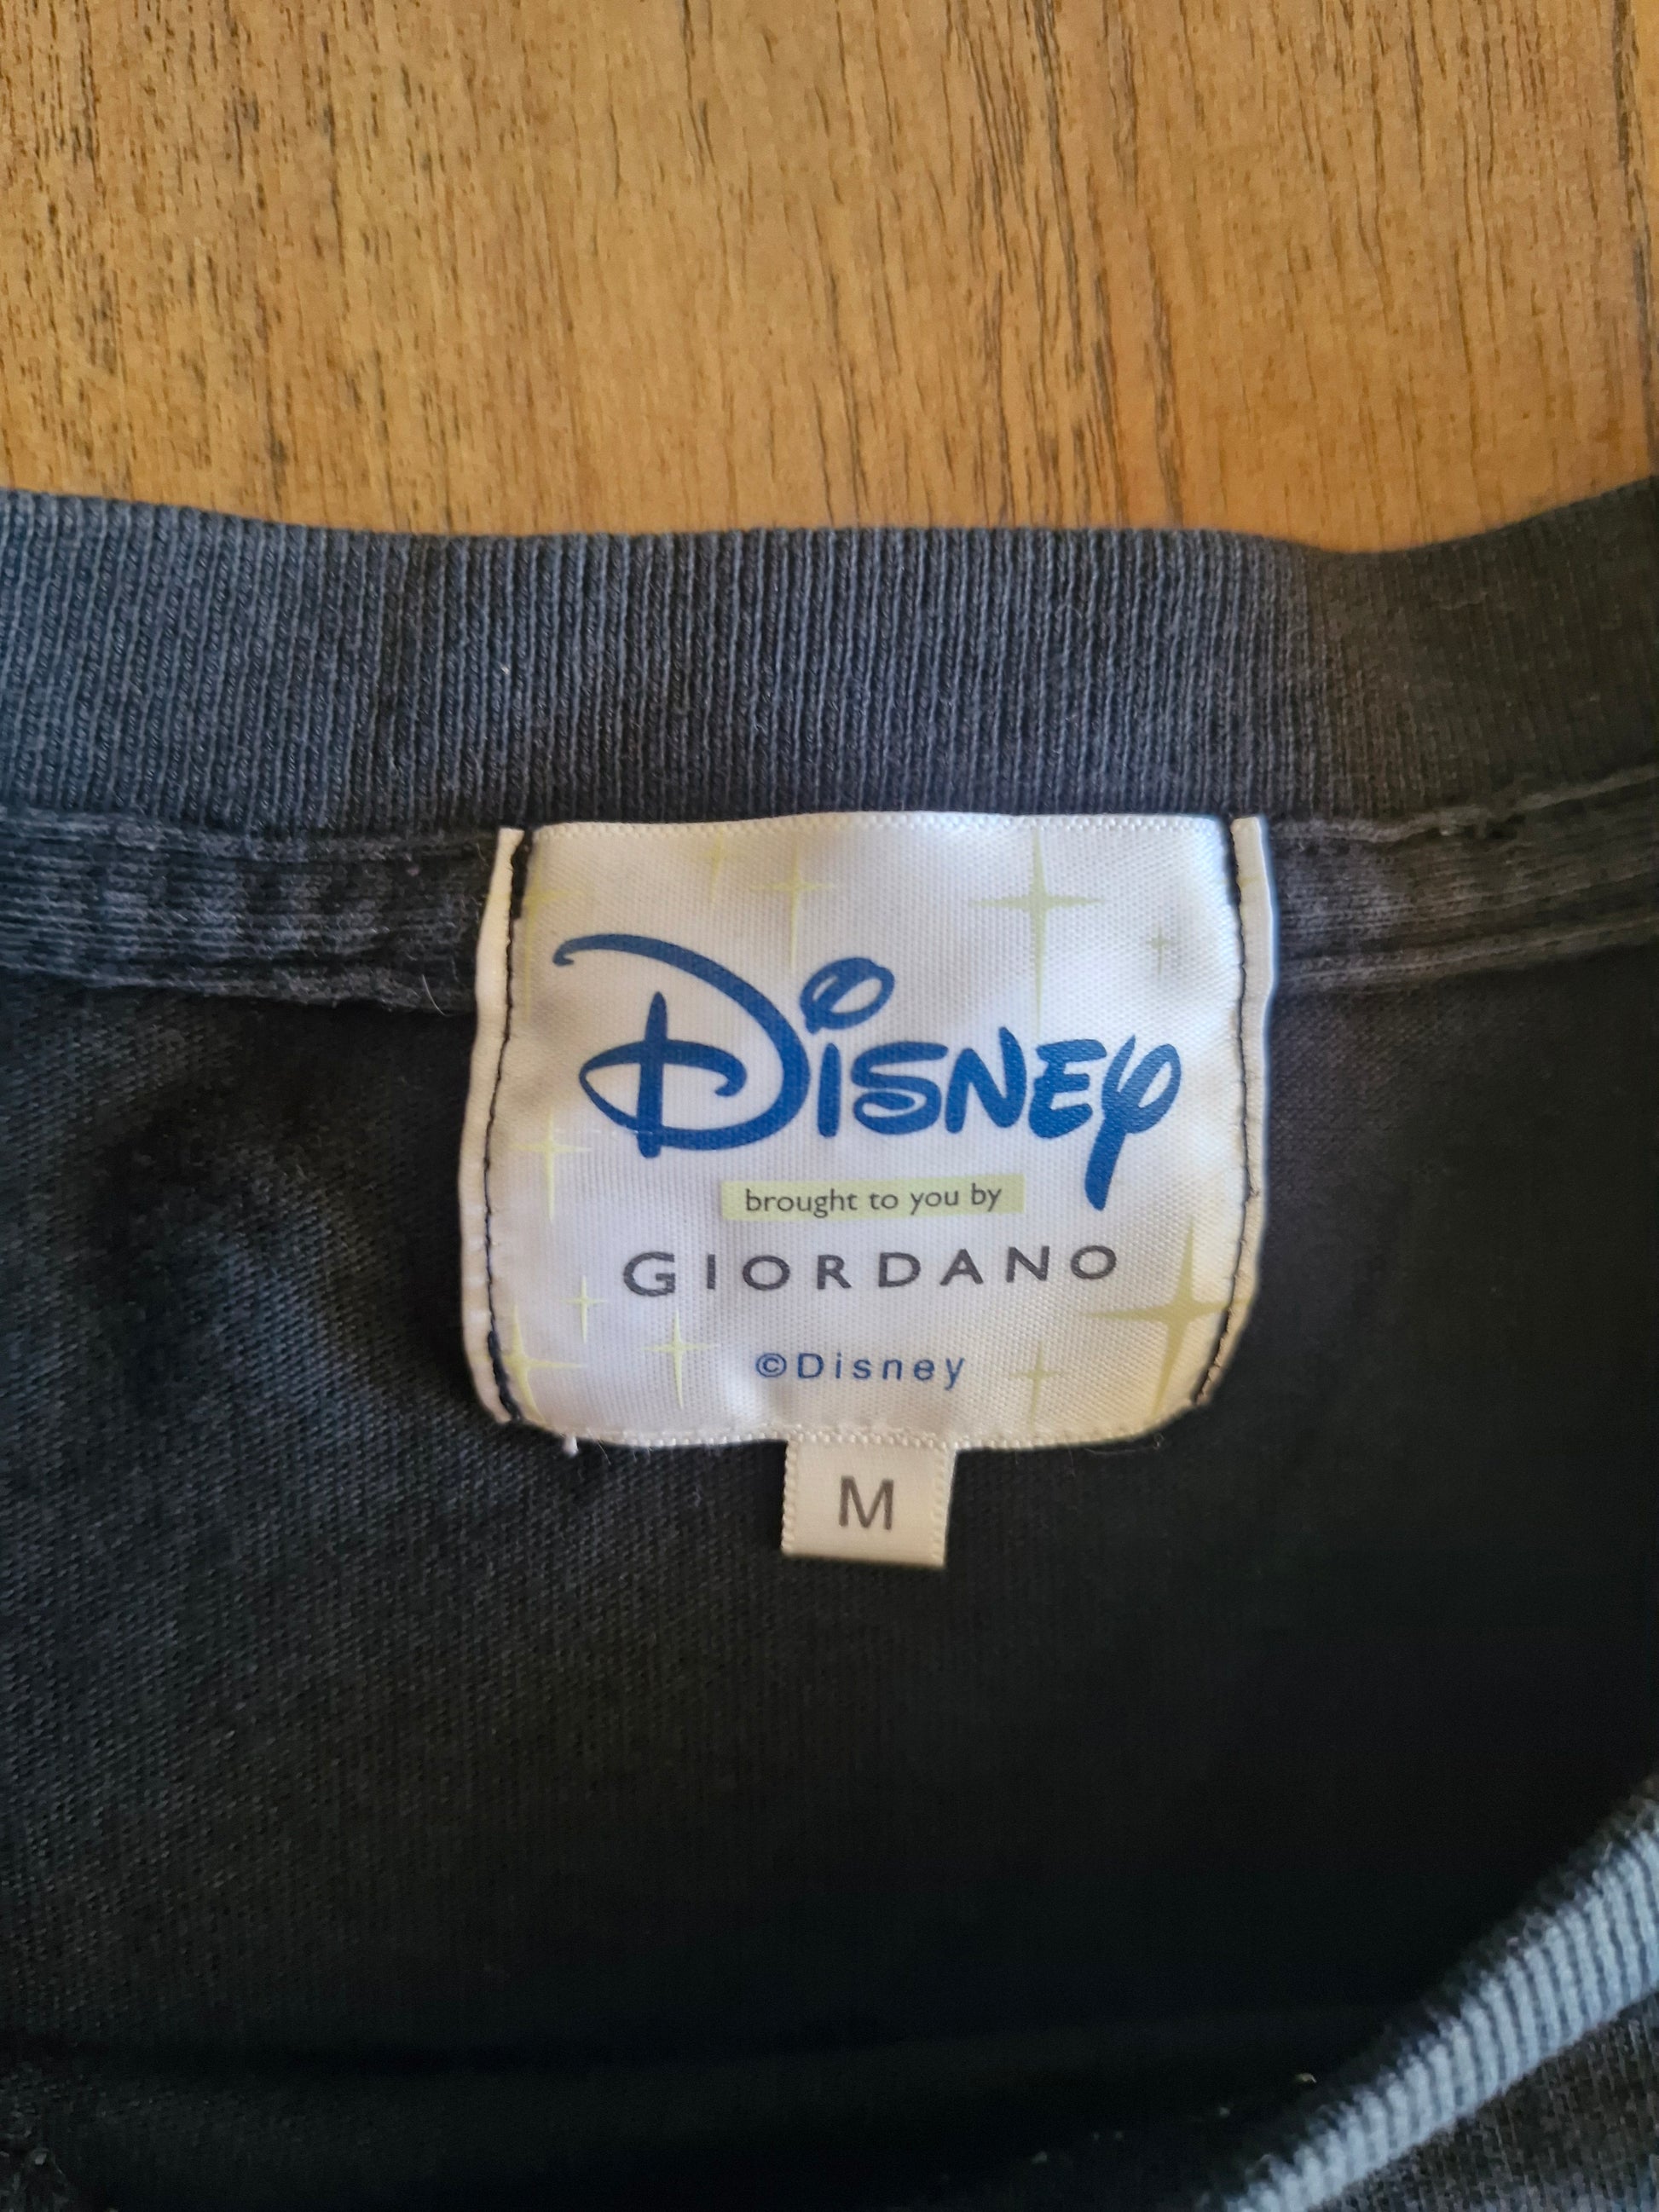 Disney
brought to you by
GIORDANO
©Disney
M